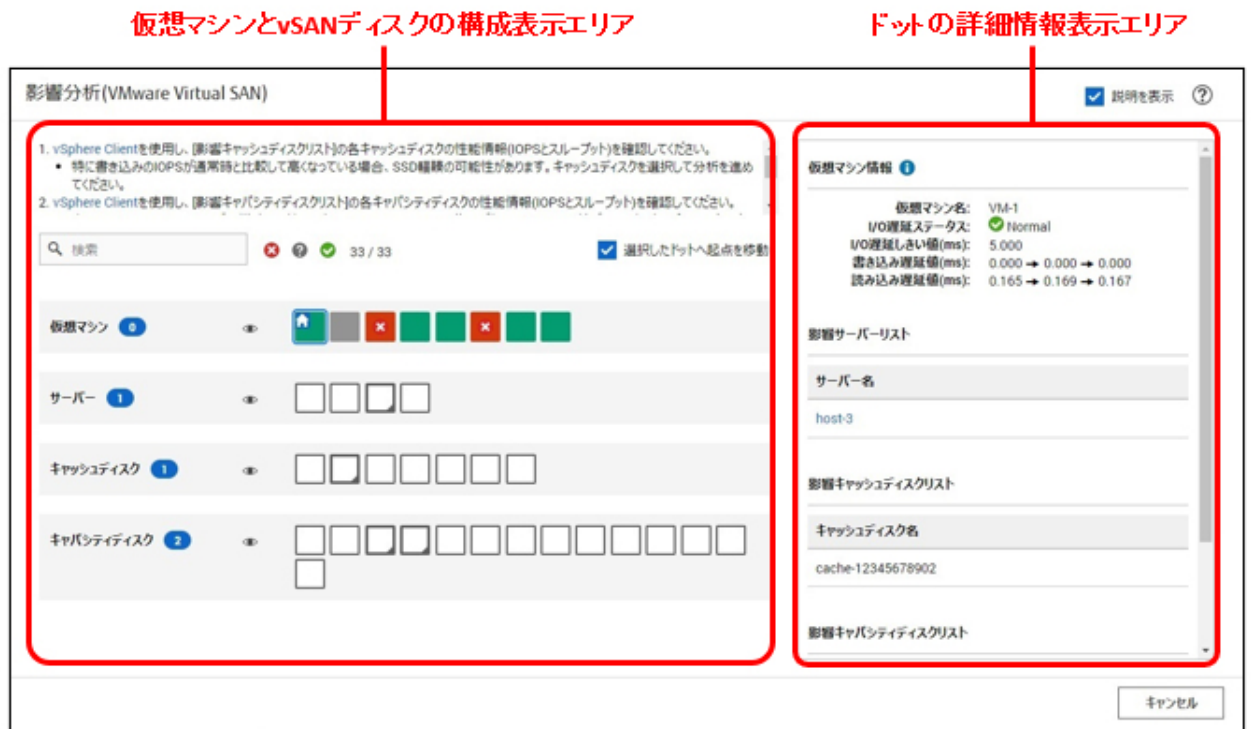 仮想マシンとvSANディスクの構成表示エリア
ドットの詳細情報表示エリア
影響分析(VMware Virtual SAN)
説明を表示
1. vSphere Clientを使用し、[影響キャッシュディスクリスト]の各キャッシュディスクの性能情報(IOPSとスループット)を確認してください。
• 特に書き込みのIOPSが通常時と比較して高くなっている場合、SSD輻輳の可能性があります。キャッシュディスクを選択して分析を進め
てください。
2. vSphere Clientを使用し、[影響キャパシティディスクリスト]の各キャパシティディスクの性能情報(IOPSとスループット)を確認してください。
検索
33 / 33
選択したドットへ起点を移動
仮想マシン 0
サーバー 1
キャッシュディスク 1
キャパシティディスク 2
仮想マシン情報
仮想マシン名: VM-1
I/O遅延ステータス: Normal
I/O遅延しきい値(ms): 5.000
書き込み遅延値(ms): 0.000 → 0.000 → 0.000
読み込み遅延値(ms): 0.165 → 0.169 → 0.167
影響サーバーリスト
サーバー名
host-3
影響キャッシュディスクリスト
キャッシュディスク名
cache-12345678902
影響キャパシティディスクリスト
キャンセル